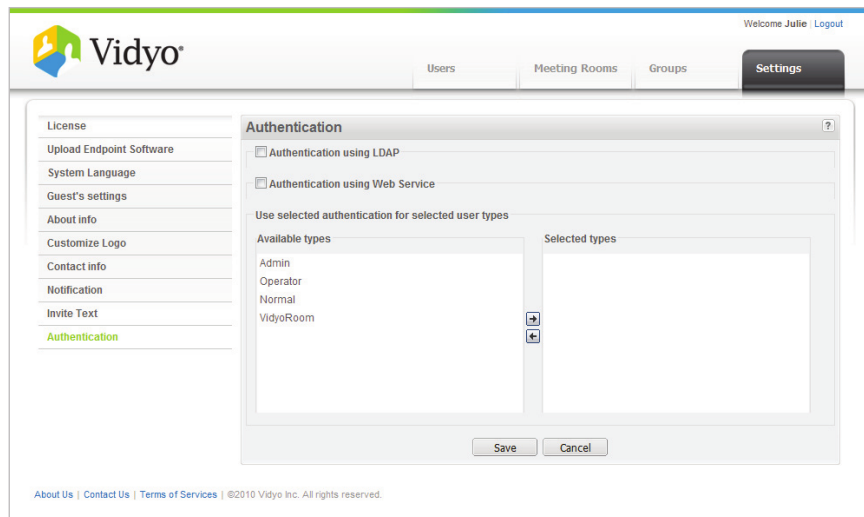 Welcome Julie | Logout
Vidyo®
Users Meeting Rooms Groups Settings
License
Upload Endpoint Software
System Language
Guest's settings
About info
Customize Logo
Contact info
Notification
Invite Text
Authentication
Authentication ?
Authentication using LDAP
Authentication using Web Service
Use selected authentication for selected user types
Available types Selected types
Admin
Operator
Normal
VidyoRoom
Save Cancel
About Us | Contact Us | Terms of Services | ©2010 Vidyo Inc. All rights reserved.